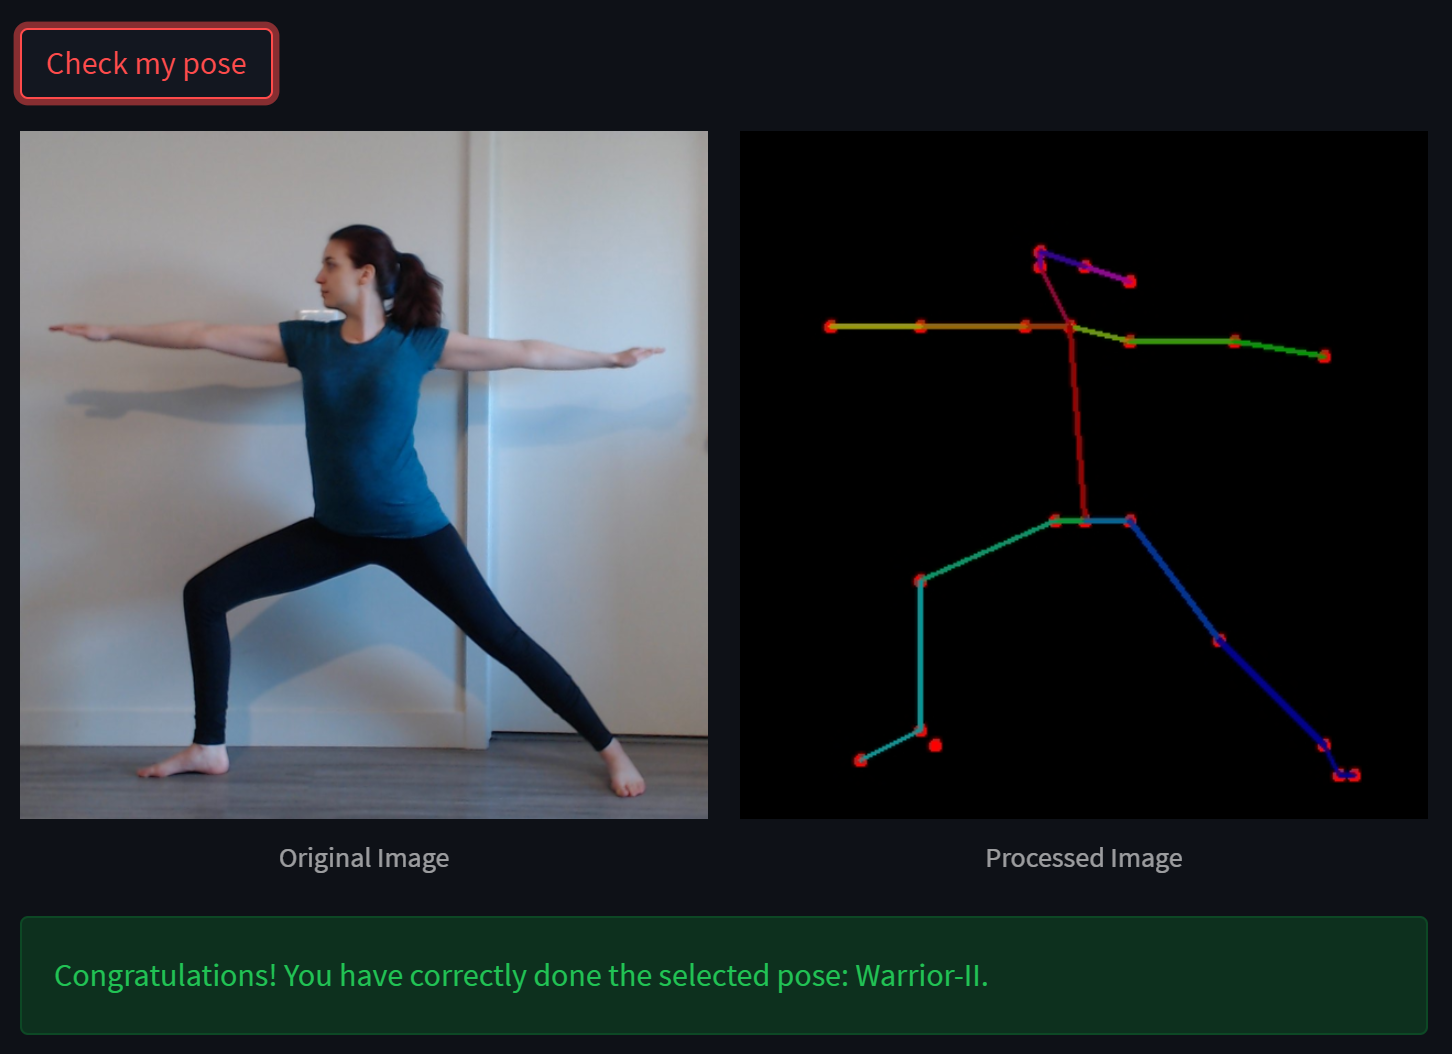 Check my pose
Original Image
Processed Image
Congratulations! You have correctly done the selected pose: Warrior-II.